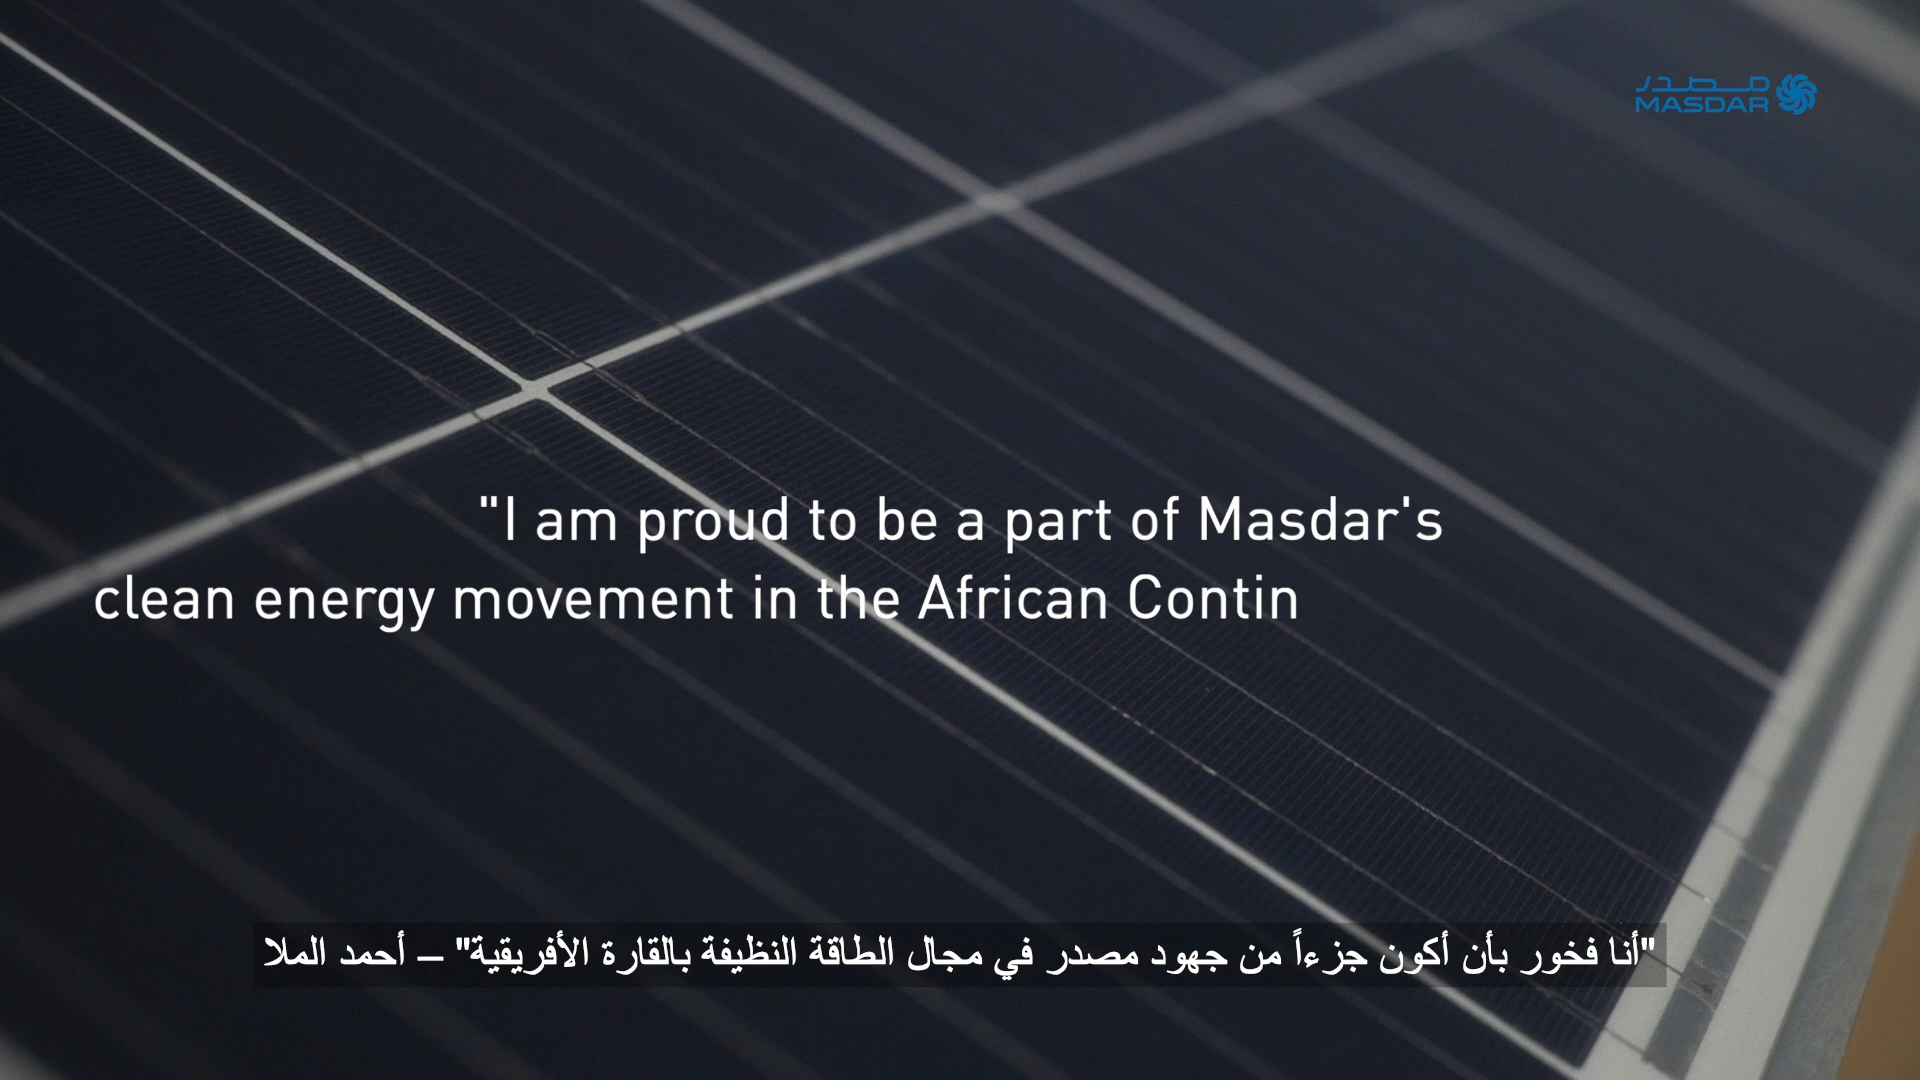 مصدر
MASDAR
"I am proud to be a part of Masdar's
clean energy movement in the African Contin
"أنا فخور بأن أكون جزءاً من جهود مصدر في مجال الطاقة النظيفة بالقارة الأفريقية" – أحمد الملا